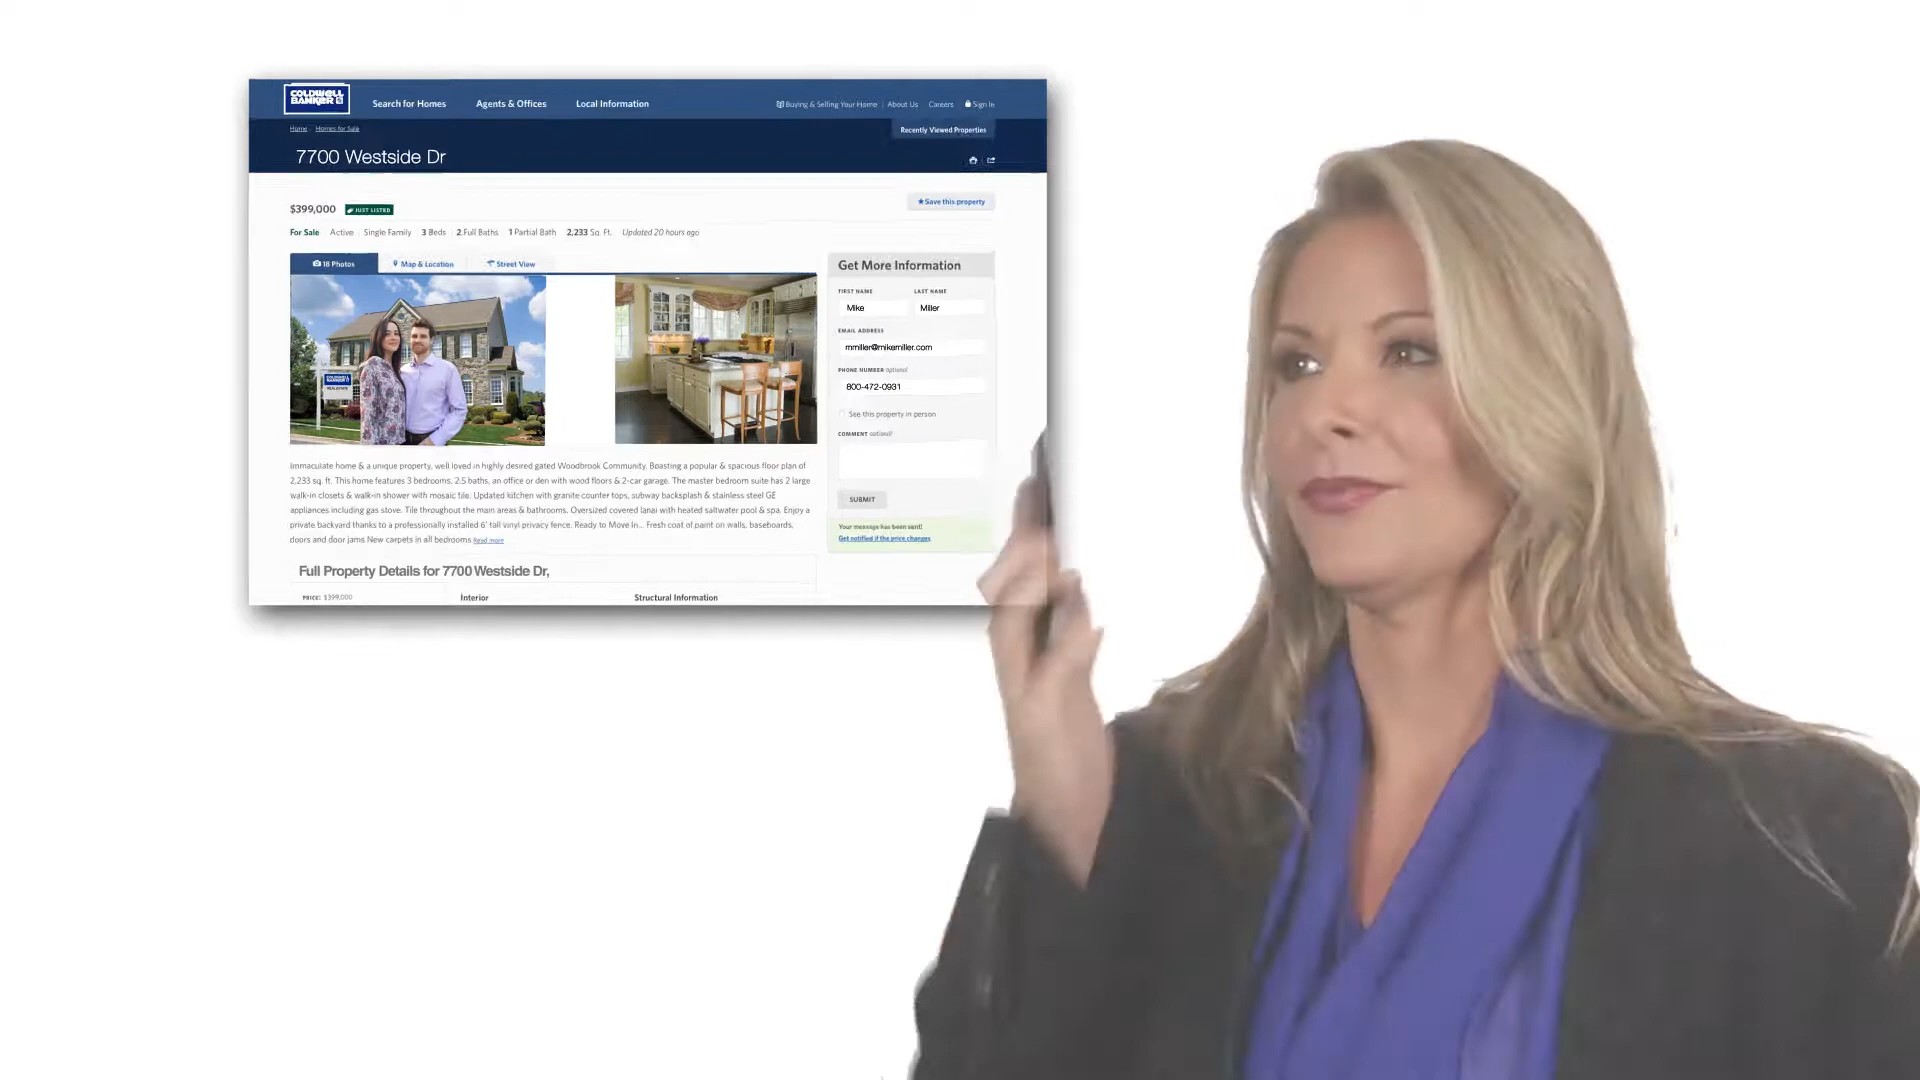 COLDWELL BANKER
Search for Homes
Agents & Offices
Local Information
Buying & Selling Your Home
About Us
Careers
Sign In
Home
Homes for Sale
Recently Viewed Properties
7700 Westside Dr
$399,000
JUST LISTED
★Save this property
For Sale Active Single Family 3 Beds 2 Full Baths 1 Partial Bath 2,233 Sq. Ft. Updated 20 hours ago
18 Photos
Map & Location
Street View
COLDWELL BANKER
Immaculate home & a unique property, well loved in highly desired gated Woodbrook Community. Boasting a popular & spacious floor plan of
2,233 sq. ft. This home features 3 bedrooms, 2.5 baths, an office or den with wood floors & 2-car garage. The master bedroom suite has 2 large
walk-in closets & walk-in shower with mosaic tile. Updated kitchen with granite counter tops, subway backsplash & stainless steel GE
appliances including gas stove. Tile throughout the main areas & bathrooms. Oversized covered lanai with heated saltwater pool & spa. Enjoy a
private backyard thanks to a professionally installed 6' tall vinyl privacy fence. Ready to Move In... Fresh coat of paint on walls, baseboards,
doors and door jams New carpets in all bedrooms Read more
Get More Information
FIRST NAME LAST NAME
Mike Miller
EMAIL ADDRESS
mmiller@mikemiller.com
PHONE NUMBER optional
800-472-0931
See this property in person
COMMENT optional
SUBMIT
Your message has been sent!
Get notified if the price changes
Full Property Details for 7700 Westside Dr,
PRICE: $399,000
Interior
Structural Information